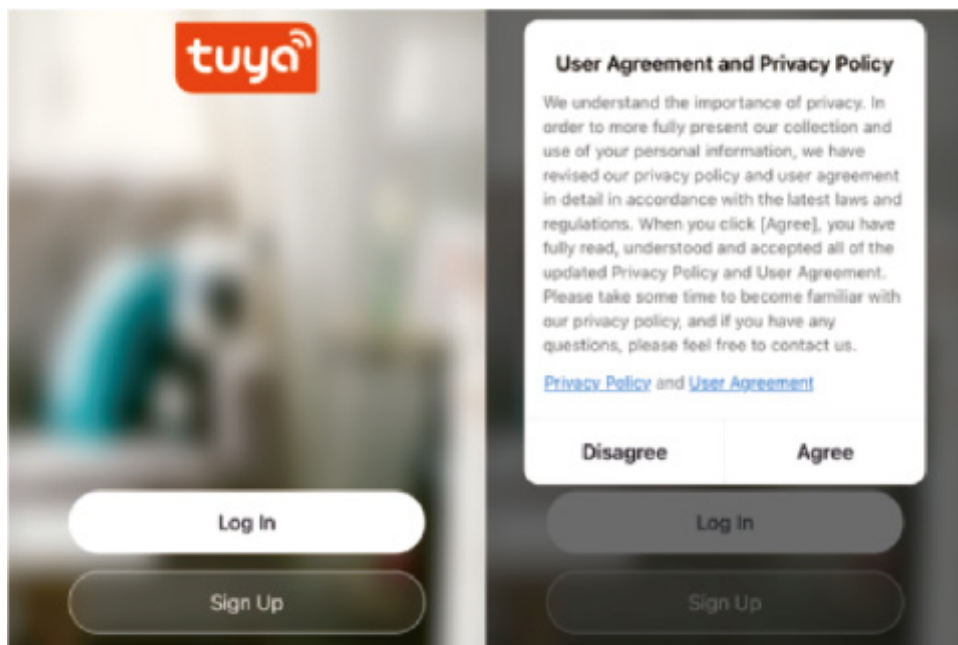 tuya
Log In
Sign Up
User Agreement and Privacy Policy
We understand the importance of privacy. In
order to more fully present our collection and
use of your personal information, we have
revised our privacy policy and user agreement
in detail in accordance with the latest laws and
regulations. When you click [Agree], you have
fully read, understood and accepted all of the
updated Privacy Policy and User Agreement.
Please take some time to become familiar with
our privacy policy, and if you have any
questions, please feel free to contact us.
Privacy Policy and User Agreement
Disagree Agree
Log In
Sign Up